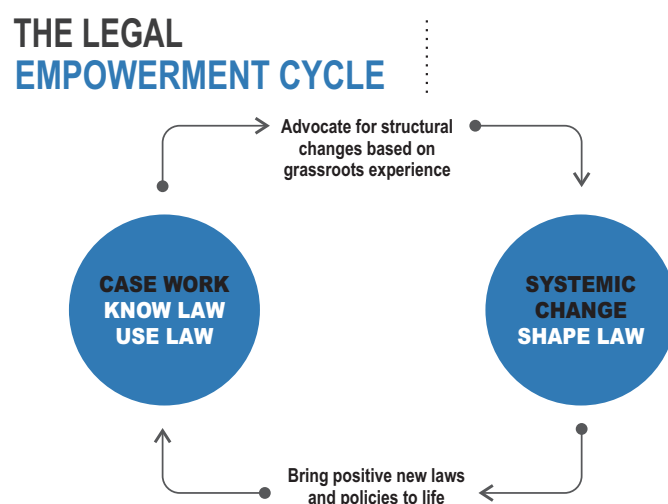 THE LEGAL
EMPOWERMENT CYCLE
Advocate for structural
changes based on
grassroots experience
CASE WORK
KNOW LAW
USE LAW
SYSTEMIC
CHANGE
SHAPE LAW
Bring positive new laws
and policies to life